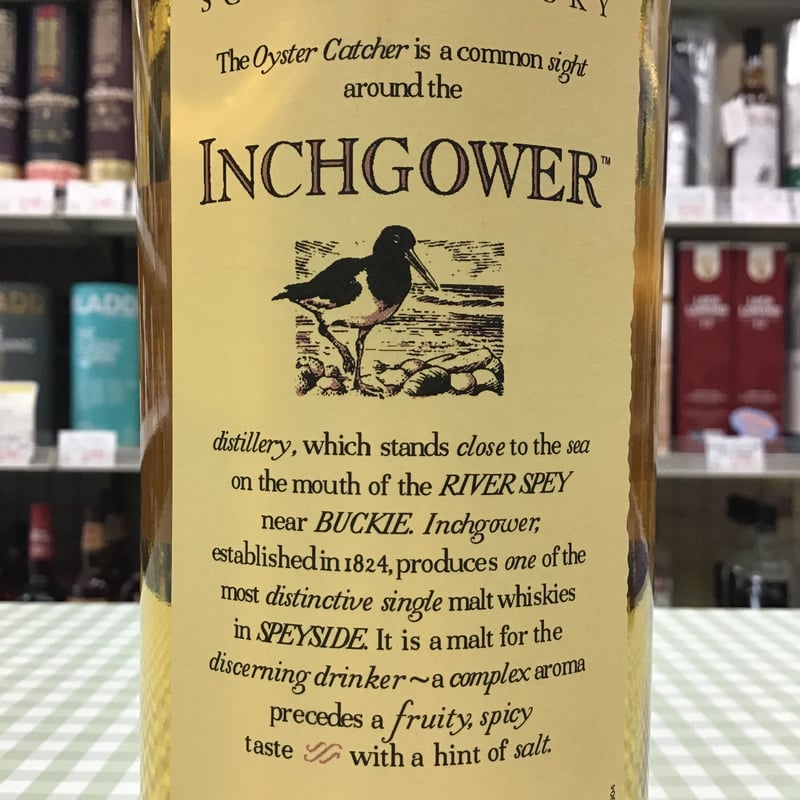 The Oyster Catcher is a common sight
around the
INCHGOWER™
distillery, which stands close to the sea
on the mouth of the RIVER SPEY
near BUCKIE. Inchgower,
established in 1824, produces one of the
most distinctive single malt whiskies
in SPEYSIDE. It is a malt for the
discerning drinker ~ a complex aroma
precedes a fruity, spicy
taste with a hint of salt.
LADD